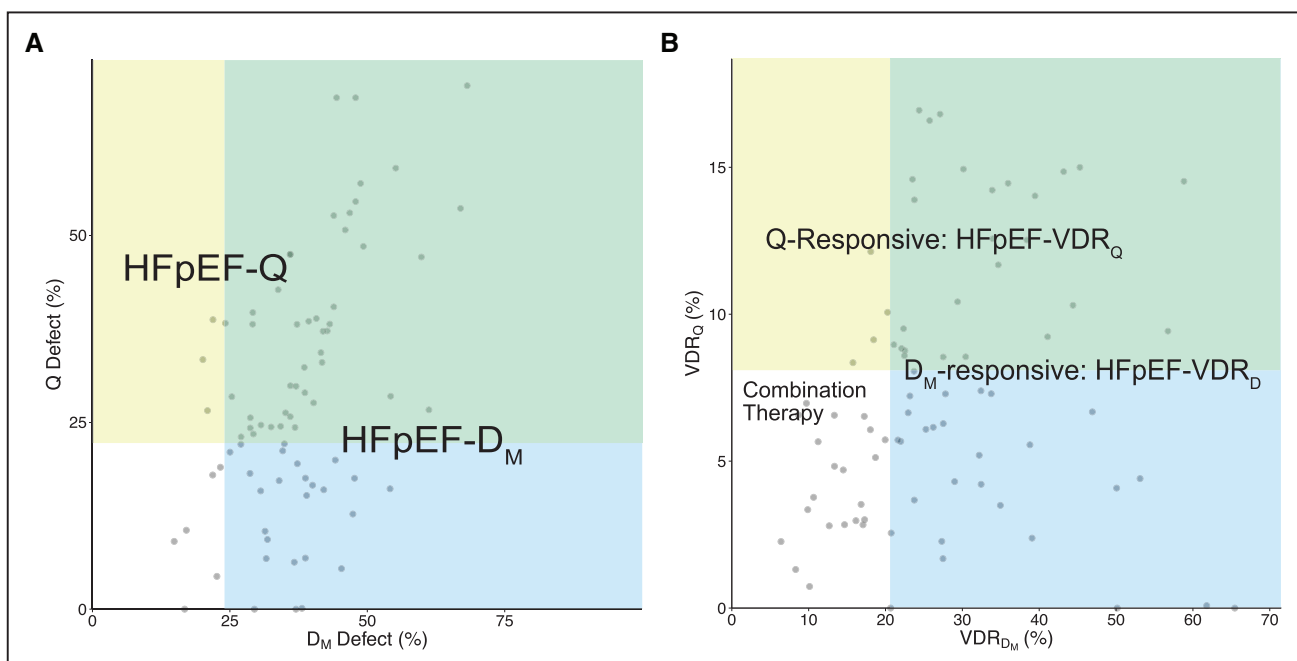 A
Q Defect (%)
50
25
0
HFpEF-Q
HFpEF-DM
0 25 50 75
DM Defect (%)
B
VDRQ (%)
15
10
5
0
Q-Responsive: HFpEF-VDRQ
DM-responsive: HFpEF-VDRD
Combination
Therapy
0 10 20 30 40 50 60 70
VDRDM (%)